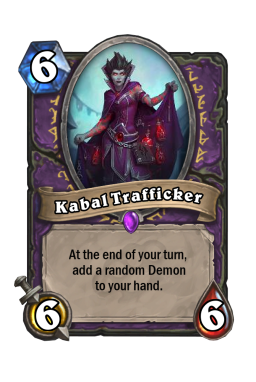 6
Kabal Trafficker
At the end of your turn,
add a random Demon
to your hand.
6 6